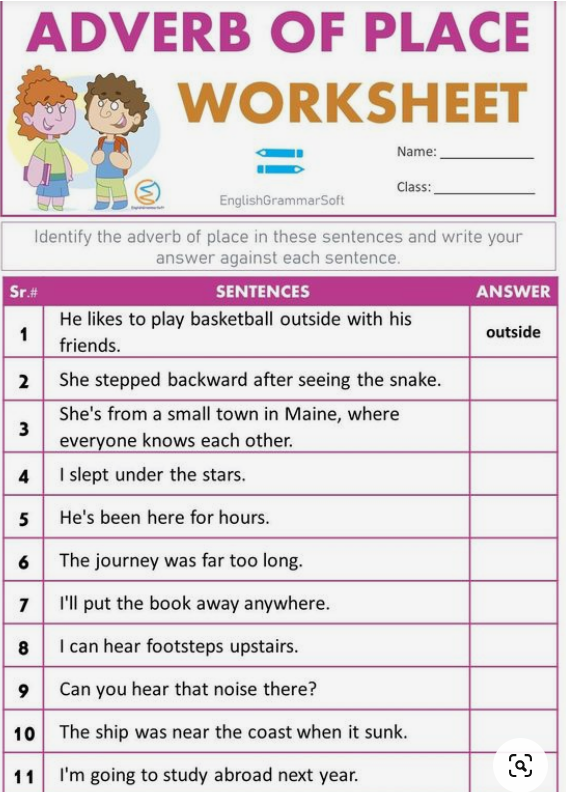 ADVERB OF PLACE
WORKSHEET
Name: ______________
Class: ______________
EnglishGrammarSoft
EnglishGrammarSoft
Identify the adverb of place in these sentences and write your
answer against each sentence.
Sr.# SENTENCES ANSWER
1 He likes to play basketball outside with his
friends. outside
2 She stepped backward after seeing the snake.
3 She's from a small town in Maine, where
everyone knows each other.
4 I slept under the stars.
5 He's been here for hours.
6 The journey was far too long.
7 I'll put the book away anywhere.
8 I can hear footsteps upstairs.
9 Can you hear that noise there?
10 The ship was near the coast when it sunk.
11 I'm going to study abroad next year.